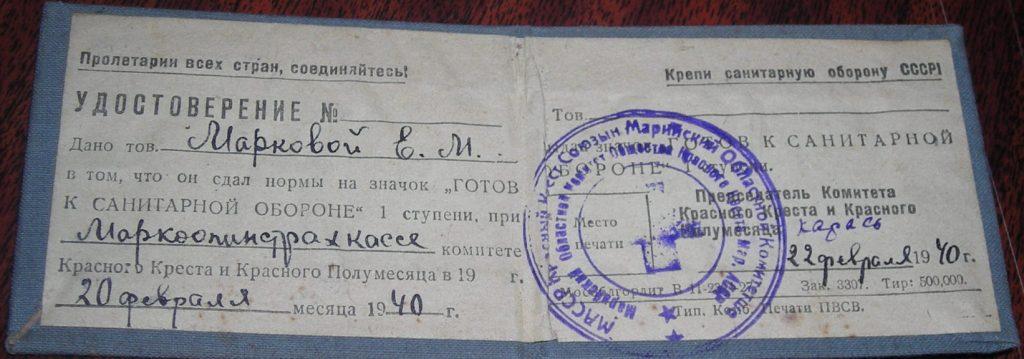 Пролетарии всех стран, соединяйтесь!
УДОСТОВЕРЕНИЕ №
Дано тов. Марковой Е. М.
в том, что он сдал нормы на значок „ГОТОВ
К САНИТАРНОЙ ОБОРОНЕ“ 1 ступени, при
комитете
Красного Креста и Красного Полумесяца в 19 г.
20 февраля месяца 1940 г.
Крепи санитарную оборону СССР!
Тов.
К САНИТАРНОЙ
ОБОРОНЕ“
Председатель Комитета
Красного Креста и Красного
Полумесяца Карась
Место
печати
22 февраля 1940 г.
Зак. 3301. Тир: 500,000.
Тип. Печати ПВСВ.
Марийский